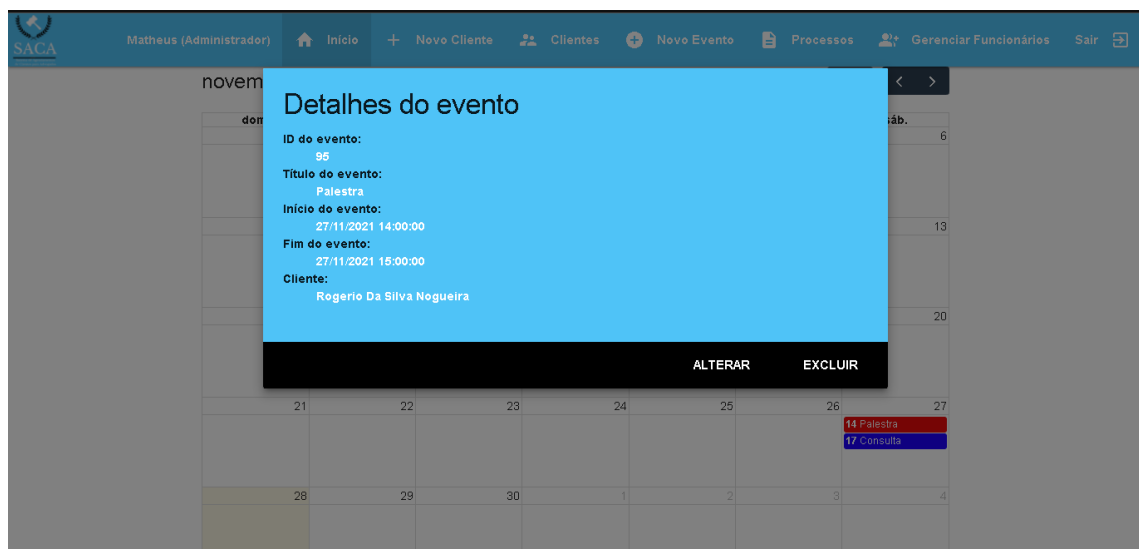 SACA
Matheus (Administrador) Início Novo Cliente Clientes Novo Evento Processos Gerenciar Funcionários Sair
novem
dom
sáb.
Detalhes do evento
ID do evento:
95
Título do evento:
Palestra
Início do evento:
27/11/2021 14:00:00
Fim do evento:
27/11/2021 15:00:00
Cliente:
Rogerio Da Silva Nogueira
ALTERAR EXCLUIR
6
13
20
21 22 23 24 25 26 27
14 Palestra
17 Consulta
28 29 30 1 2 3 4